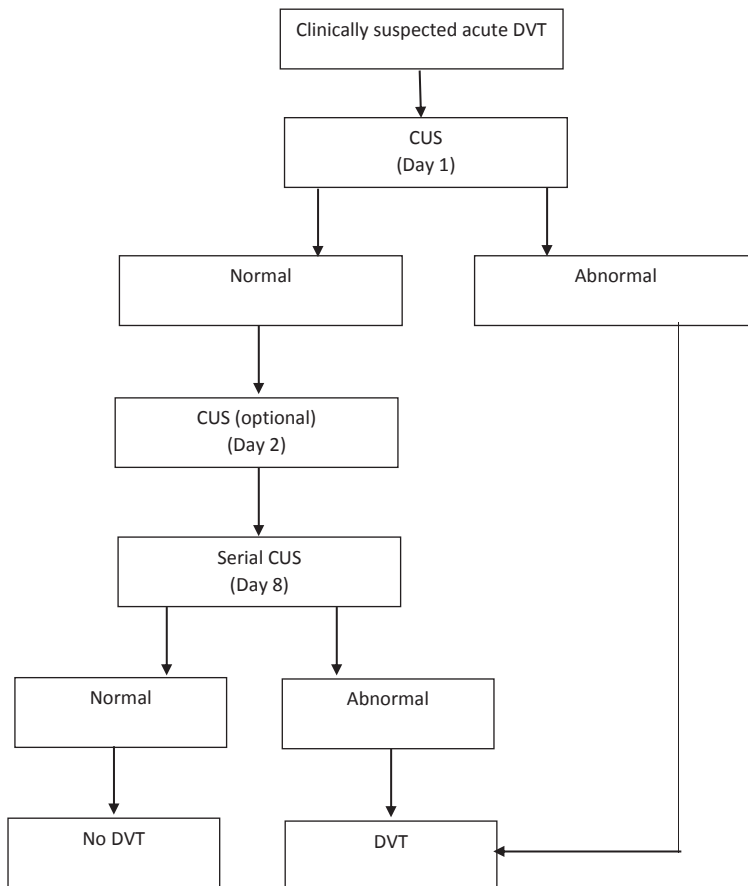 Clinically suspected acute DVT
CUS
(Day 1)
Normal
Abnormal
CUS (optional)
(Day 2)
Serial CUS
(Day 8)
Normal
Abnormal
No DVT
DVT